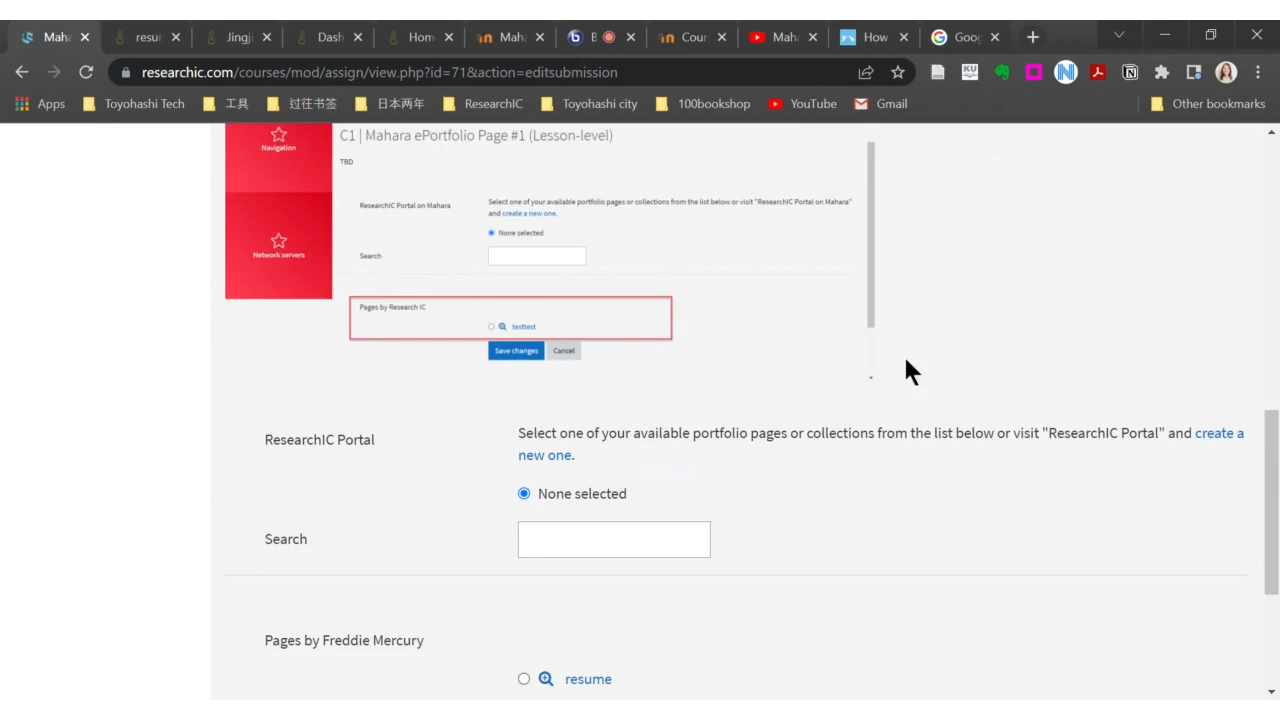 Maha
resur
Jingji
Dash
Hom
Mah
B
Cour
Mah
How
Goog
researchic.com/courses/mod/assign/view.php?id=71&action=editsubmission
Apps
Toyohashi Tech
工具
过往书签
日本两年
ResearchIC
Toyohashi city
100bookshop
YouTube
Gmail
Other bookmarks
Navigation
Network servers
C1 | Mahara ePortfolio Page #1 (Lesson-level)
TBD
ResearchIC Portal on Mahara
Select one of your available portfolio pages or collections from the list below or visit "ResearchIC Portal on Mahara"
and create a new one.
None selected
Search
Pages by Research IC
testtest
Save changes
Cancel
ResearchIC Portal
Select one of your available portfolio pages or collections from the list below or visit "ResearchIC Portal" and create a
new one.
None selected
Search
Pages by Freddie Mercury
resume